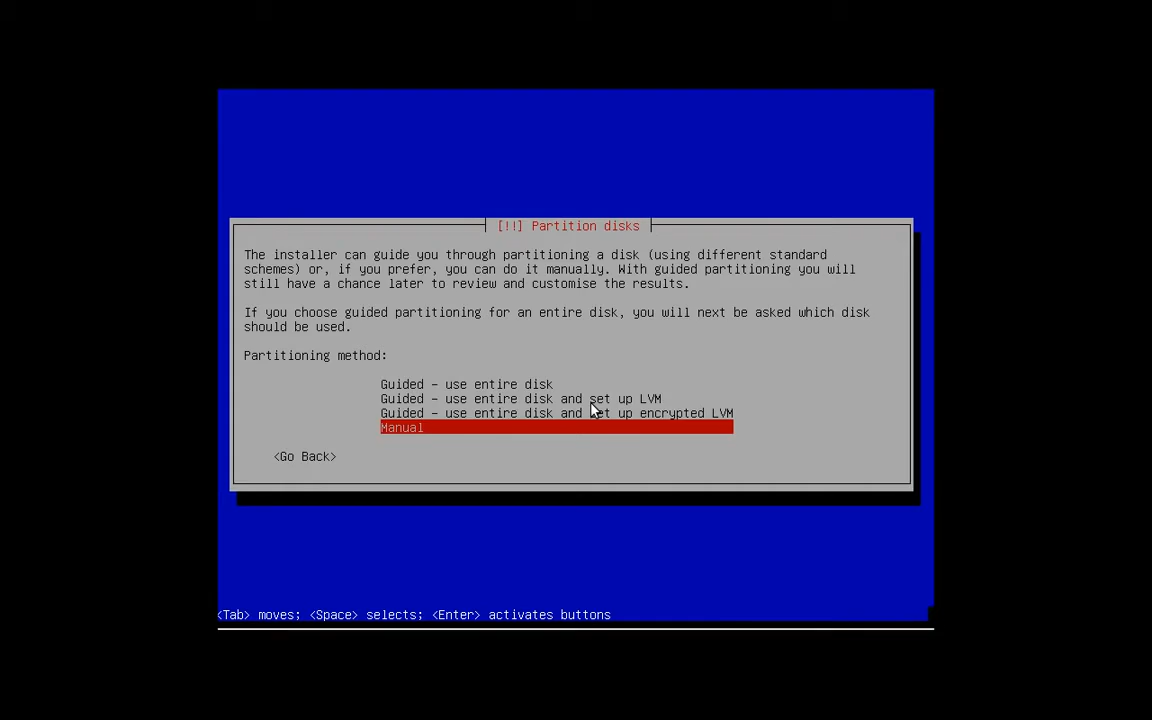 [!!] Partition disks
The installer can guide you through partitioning a disk (using different standard
schemes) or, if you prefer, you can do it manually. With guided partitioning you will
still have a chance later to review and customise the results.
If you choose guided partitioning for an entire disk, you will next be asked which disk
should be used.
Partitioning method:
Guided – use entire disk
Guided – use entire disk and set up LVM
Guided – use entire disk and set up encrypted LVM
Manual
<Go Back>
<Tab> moves; <Space> selects; <Enter> activates buttons